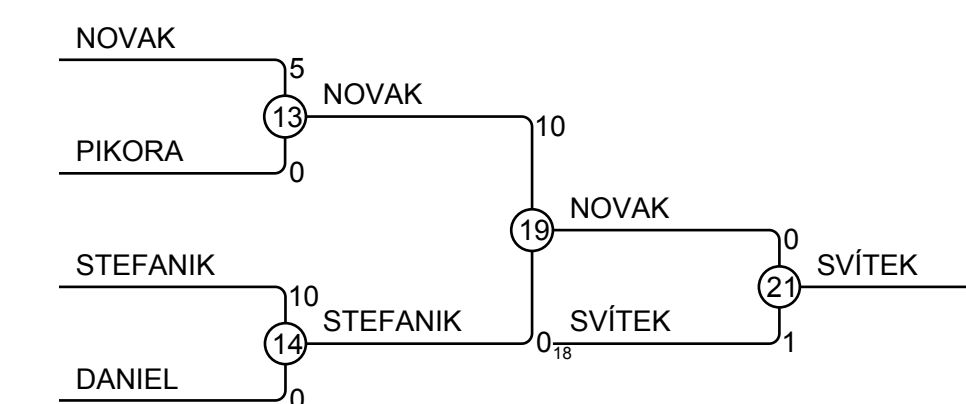 NOVAK
5
13
NOVAK
10
PIKORA
0
19
NOVAK
0
STEFANIK
10
14
STEFANIK
0
18
SVÍTEK
1
21
SVÍTEK
DANIEL
0